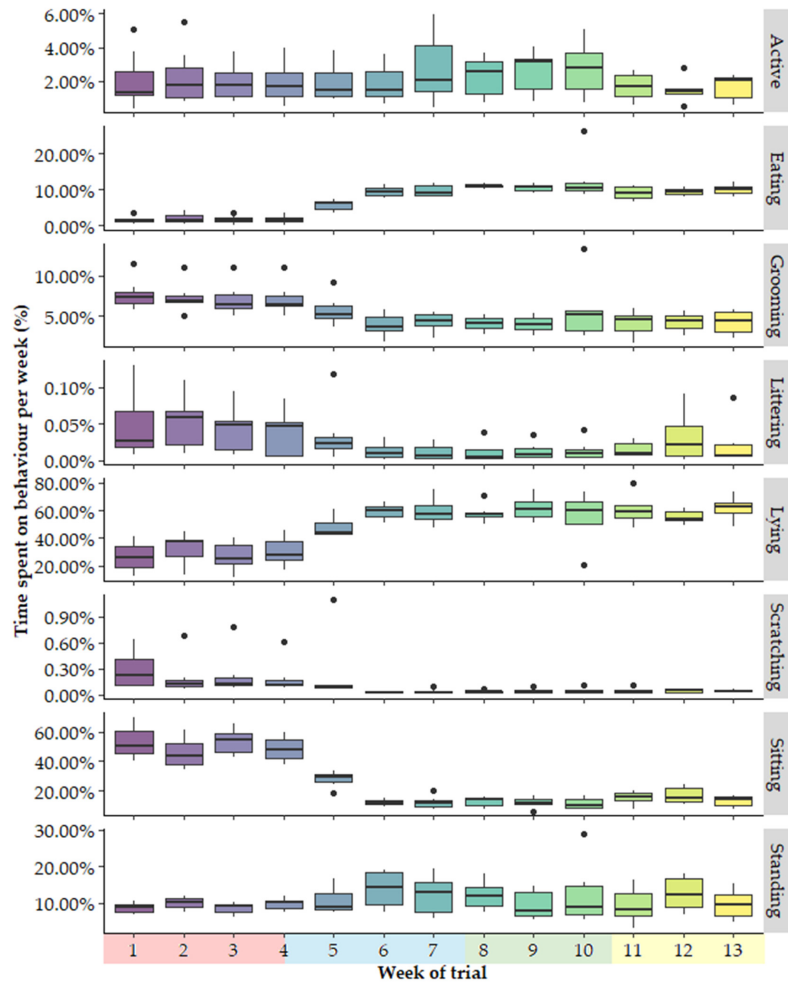 6.00%
4.00%
2.00%
Active
20.00%
10.00%
0.00%
Eating
10.00%
5.00%
Grooming
0.10%
0.05%
0.00%
Littering
80.00%
60.00%
40.00%
20.00%
Lying
0.90%
0.60%
0.30%
0.00%
Scratching
60.00%
40.00%
20.00%
Sitting
30.00%
20.00%
10.00%
Standing
Time spent on behaviour per week (%)
1 2 3 4 5 6 7 8 9 10 11 12 13
Week of trial